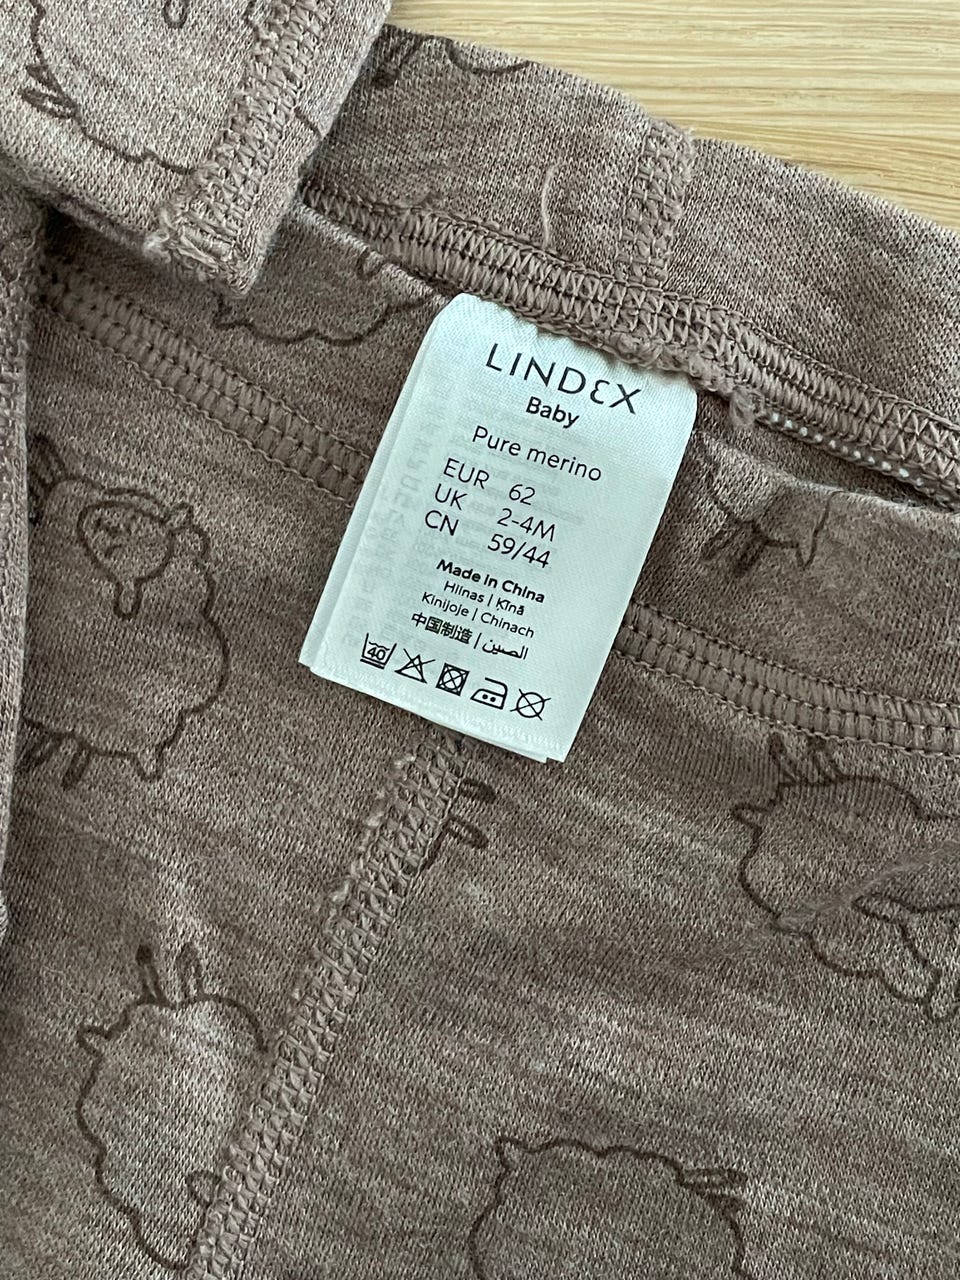 LINDEX
Baby
Pure merino
EUR 62
UK 2-4M
CN 59/44
Made in China
Hiinas | Ķīnā
Kinijoje | Chinach
中国制造 | الصين
40